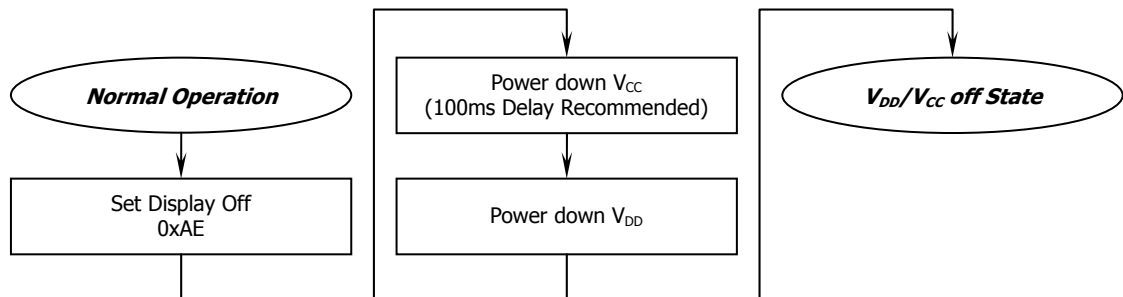 Normal Operation
Set Display Off
0xAE
Power down VCC
(100ms Delay Recommended)
Power down VDD
VDD/VCC off State